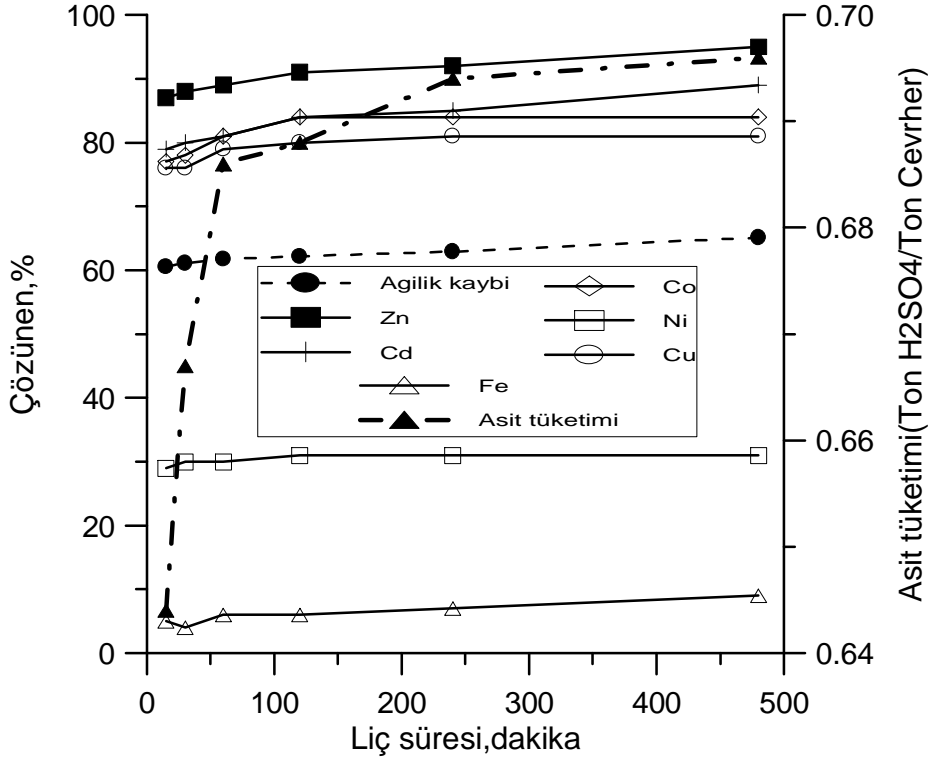 100
80
60
40
20
0
Çözünen,%
0.70
0.68
0.66
0.64
Asit tüketimi(Ton H2SO4/Ton Cevrher)
Agilik kaybi
Co
Zn
Ni
Cd
Cu
Fe
Asit tüketimi
0 100 200 300 400 500
Liç süresi,dakika